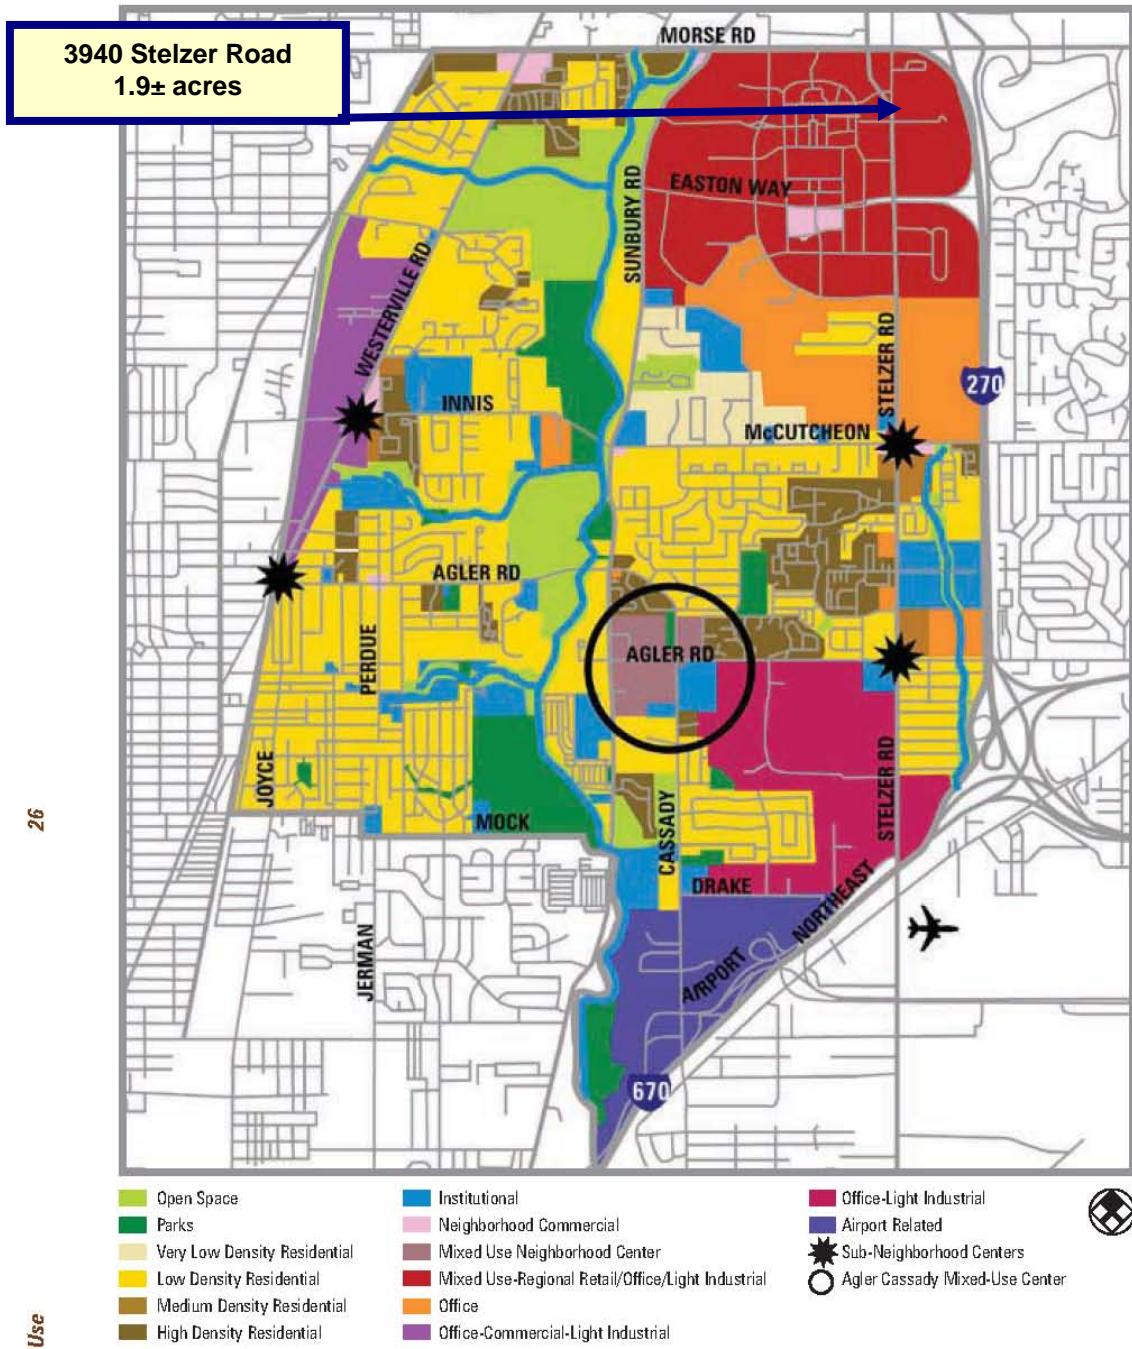 3940 Stelzer Road
1.9± acres
MORSE RD
SUNBURY RD
EASTON WAY
WESTERVILLE RD
STELZER RD
270
INNIS
McCUTCHEON
AGLER RD
AGLER RD
PERDUE
JOYCE
STELZER RD
CASSADY
MOCK
DRAKE
NORTHEAST
AIRPORT
JERMAN
670
26
Use
Open Space
Parks
Very Low Density Residential
Low Density Residential
Medium Density Residential
High Density Residential
Institutional
Neighborhood Commercial
Mixed Use Neighborhood Center
Mixed Use-Regional Retail/Office/Light Industrial
Office
Office-Commercial-Light Industrial
Office-Light Industrial
Airport Related
Sub-Neighborhood Centers
Agler Cassady Mixed-Use Center